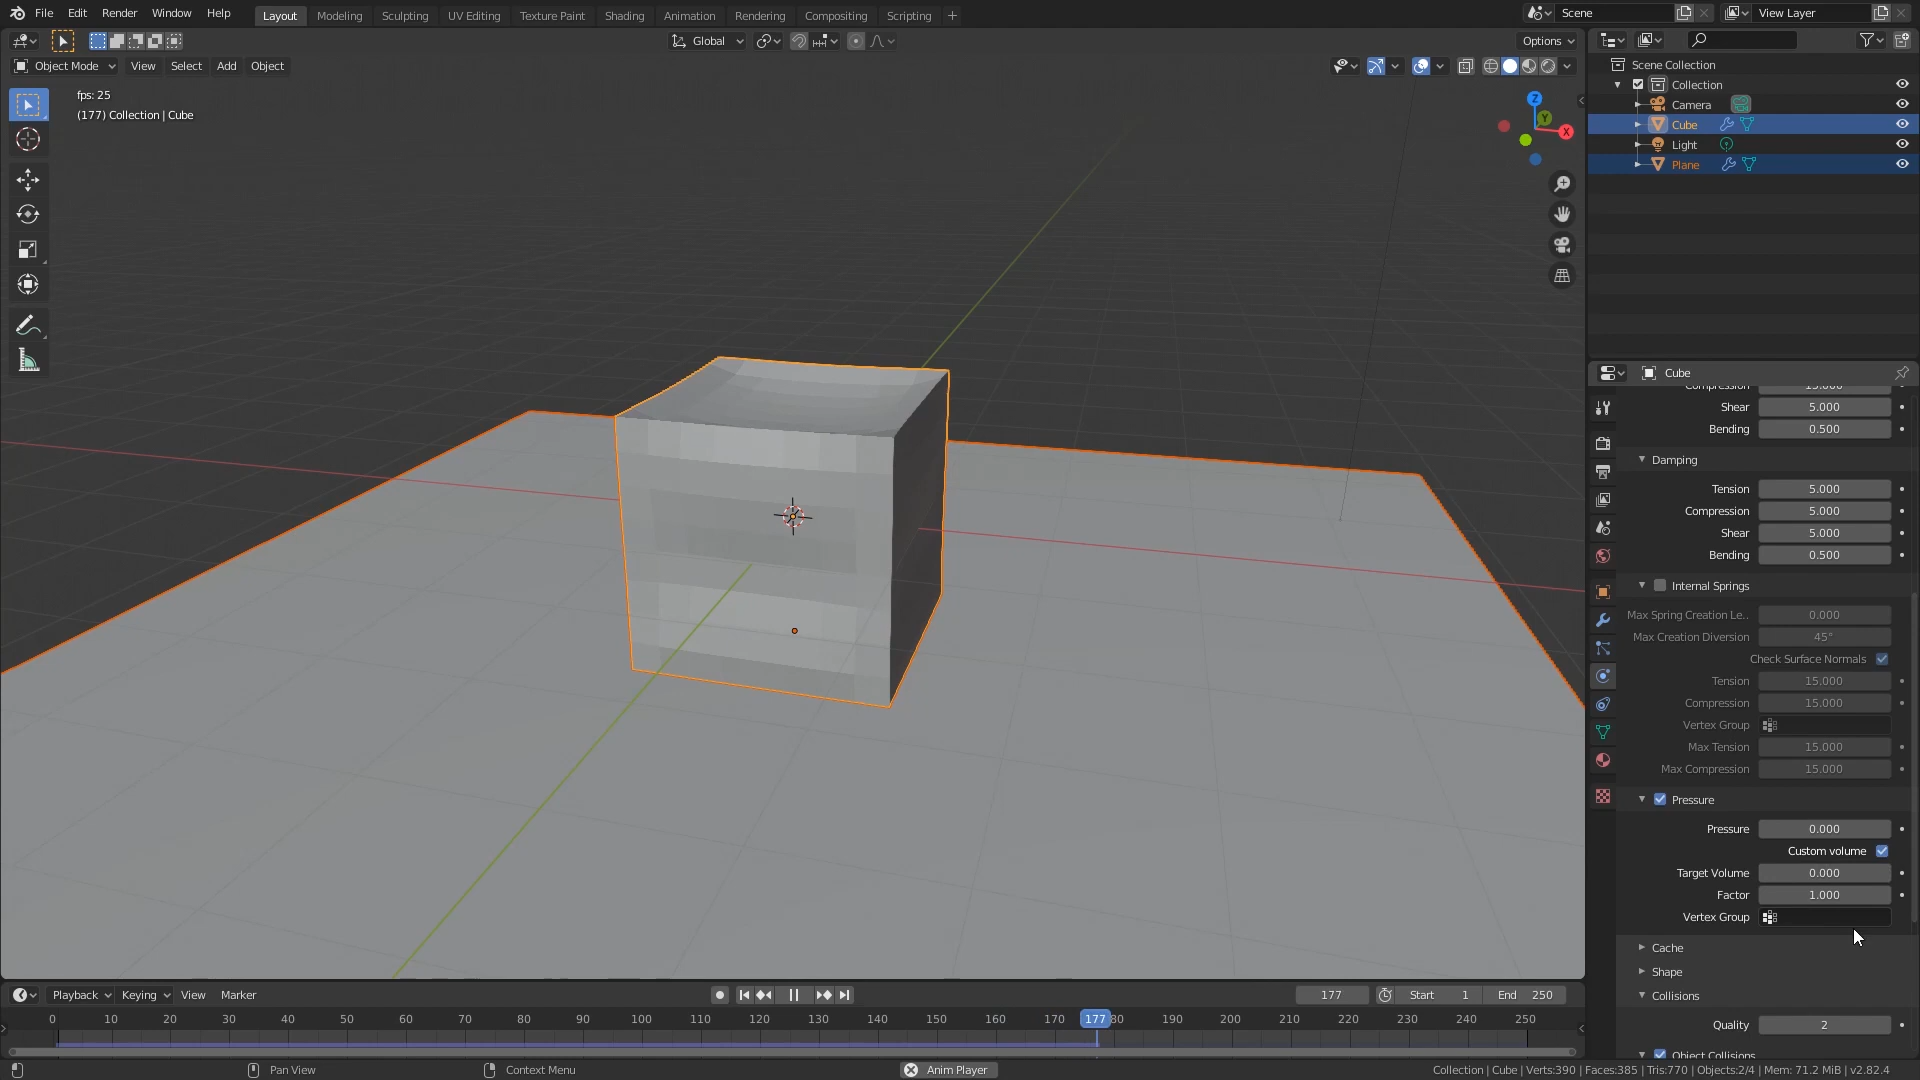 File Edit Render Window Help Layout Modeling Sculpting UV Editing Texture Paint Shading Animation Rendering Compositing Scripting + Scene View Layer
Global Options
Object Mode View Select Add Object
fps: 25
(177) Collection | Cube
Z
Y
X
Scene Collection
Collection
Camera
Cube
Light
Plane
Cube
Compression 15.000
Shear 5.000
Bending 0.500
Damping
Tension 5.000
Compression 5.000
Shear 5.000
Bending 0.500
Internal Springs
Max Spring Creation Le.. 0.000
Max Creation Diversion 45°
Check Surface Normals
Tension 15.000
Compression 15.000
Vertex Group
Max Tension 15.000
Max Compression 15.000
Pressure
Pressure 0.000
Custom volume
Target Volume 0.000
Factor 1.000
Vertex Group
Cache
Shape
Collisions
Quality 2
Object Collisions
Playback Keying View Marker 177 Start 1 End 250
0 10 20 30 40 50 60 70 80 90 100 110 120 130 140 150 160 170 177 80 190 200 210 220 230 240 250
Pan View Context Menu Anim Player Collection | Cube | Verts:390 | Faces:385 | Tris:770 | Objects:2/4 | Mem: 71.2 MiB | v2.82.4